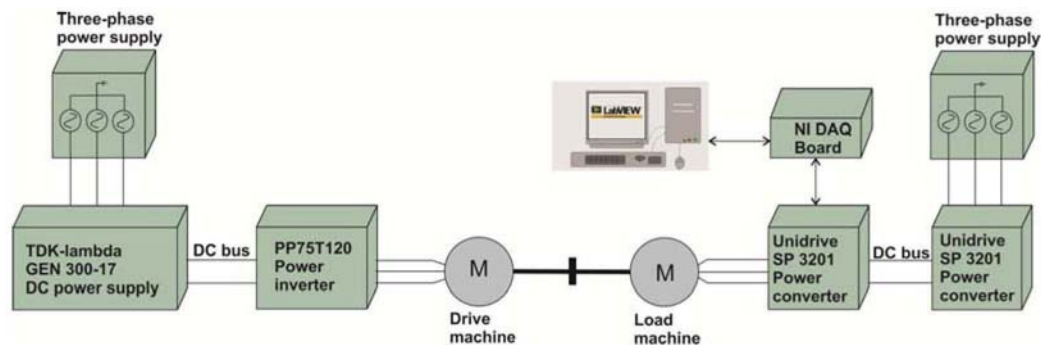 Three-phase
power supply
TDK-lambda
GEN 300-17
DC power supply
DC bus
PP75T120
Power
inverter
M
Drive
machine
M
Load
machine
LabVIEW
NI DAQ
Board
Three-phase
power supply
Unidrive
SP 3201
Power
converter
DC bus
Unidrive
SP 3201
Power
converter